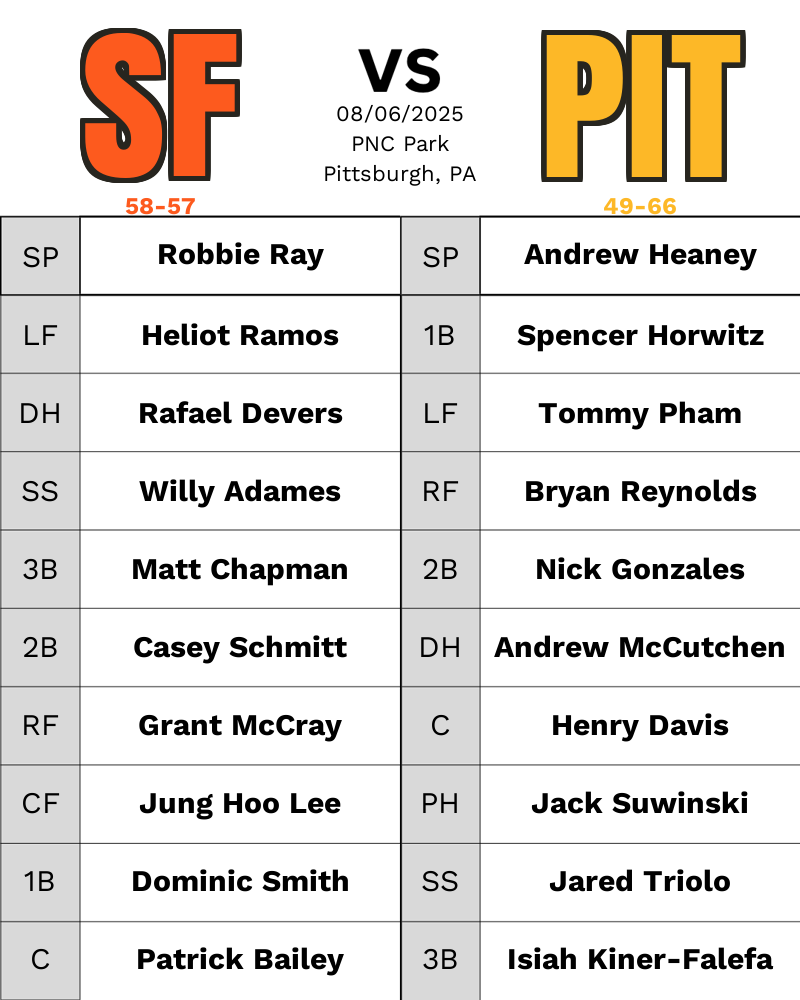 SF
VS
PIT
08/06/2025
PNC Park
Pittsburgh, PA
58-57
49-66
SP Robbie Ray SP Andrew Heaney
LF Heliot Ramos 1B Spencer Horwitz
DH Rafael Devers LF Tommy Pham
SS Willy Adames RF Bryan Reynolds
3B Matt Chapman 2B Nick Gonzales
2B Casey Schmitt DH Andrew McCutchen
RF Grant McCray C Henry Davis
CF Jung Hoo Lee PH Jack Suwinski
1B Dominic Smith SS Jared Triolo
C Patrick Bailey 3B Isiah Kiner-Falefa